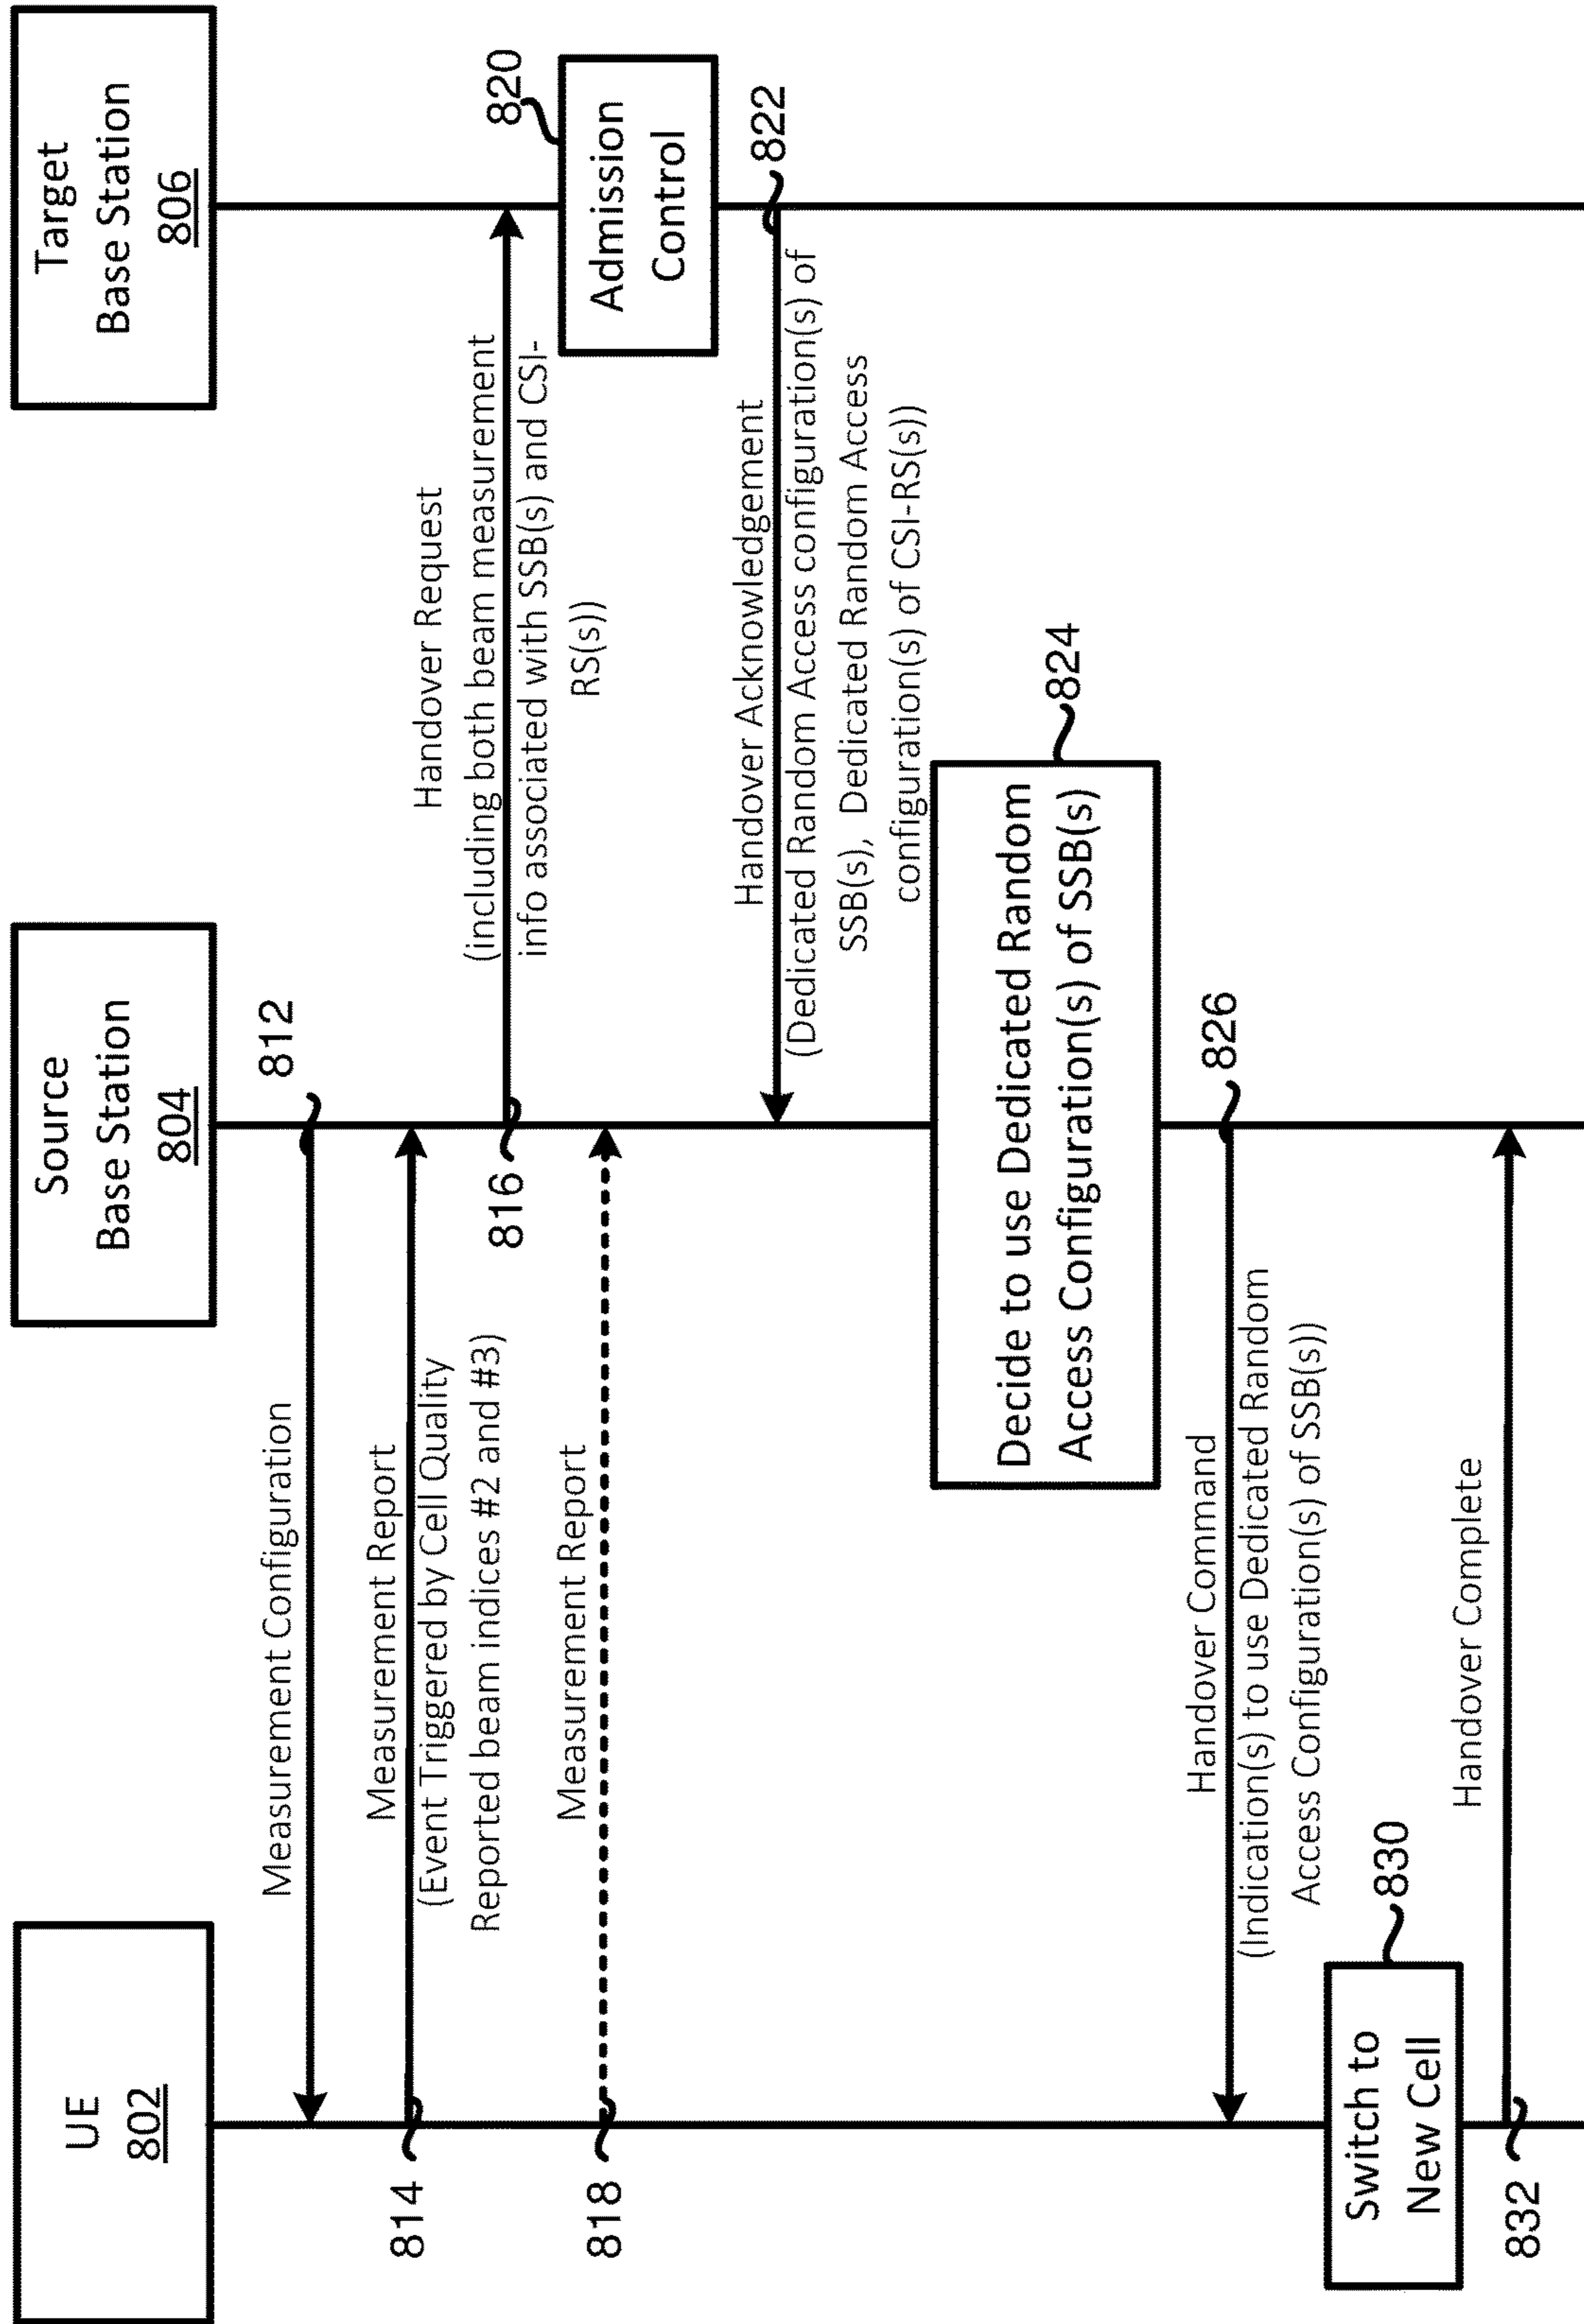 UE
802
Source
Base Station
804
Target
Base Station
806
812
Measurement Configuration
814
Measurement Report
(Event Triggered by Cell Quality
Reported beam indices #2 and #3)
816
Handover Request
(including both beam measurement
info associated with SSB(s) and CSI-
RS(s))
818
Measurement Report
820
Admission
Control
822
Handover Acknowledgement
(Dedicated Random Access configuration(s) of
SSB(s), Dedicated Random Access
configuration(s) of CSI-RS(s))
824
Decide to use Dedicated Random
Access Configuration(s) of SSB(s)
826
Handover Command
(Indication(s) to use Dedicated Random
Access Configuration(s) of SSB(s))
830
Switch to
New Cell
832
Handover Complete